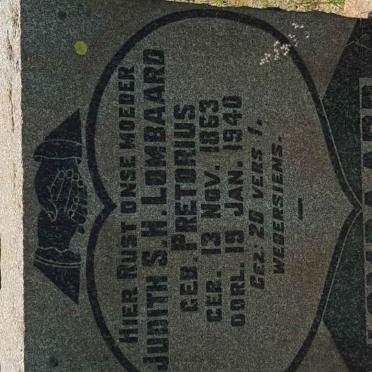 HIER RUST ONSE MOEDER
JUDITH S.H. LOMBAARD
GEB. PRETORIUS
GEB. 13 NOV. 1863
OORL. 19 JAN. 1940
GEZ: 20 VERS 1.
WEDERSIENS.